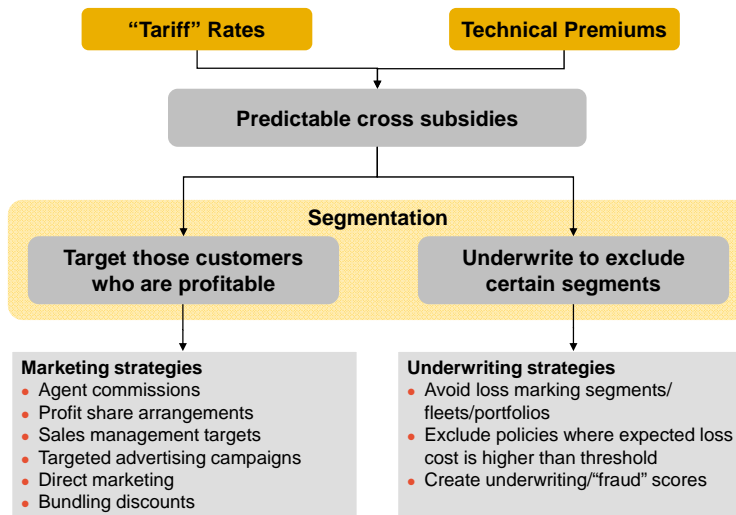 “Tariff” Rates
Technical Premiums
Predictable cross subsidies
Segmentation
Target those customers
who are profitable
Underwrite to exclude
certain segments
Marketing strategies
• Agent commissions
• Profit share arrangements
• Sales management targets
• Targeted advertising campaigns
• Direct marketing
• Bundling discounts
Underwriting strategies
• Avoid loss marking segments/
fleets/portfolios
• Exclude policies where expected loss
cost is higher than threshold
• Create underwriting/“fraud” scores